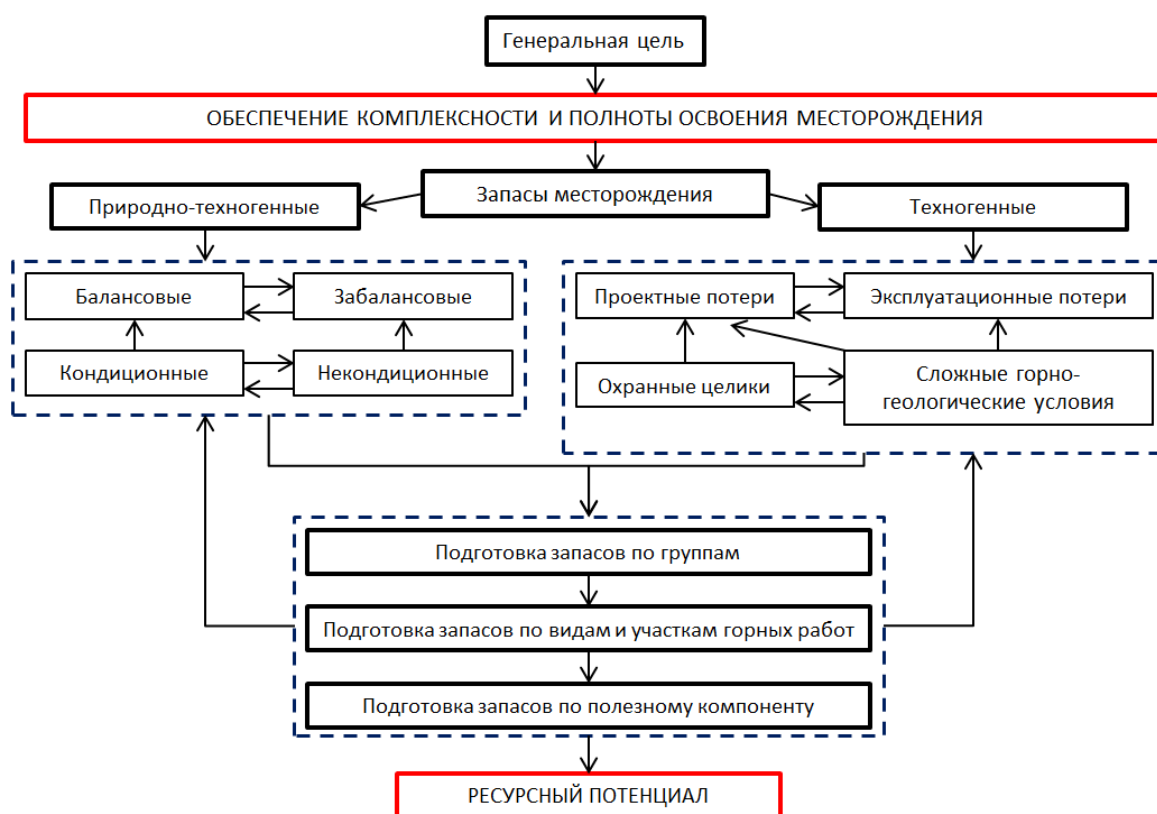 Генеральная цель
ОБЕСПЕЧЕНИЕ КОМПЛЕКСНОСТИ И ПОЛНОТЫ ОСВОЕНИЯ МЕСТОРОЖДЕНИЯ
Запасы месторождения
Природно-техногенные
Техногенные
Балансовые
Забалансовые
Кондиционные
Некондиционные
Проектные потери
Эксплуатационные потери
Охранные целики
Сложные горно-
геологические условия
Подготовка запасов по группам
Подготовка запасов по видам и участкам горных работ
Подготовка запасов по полезному компоненту
РЕСУРСНЫЙ ПОТЕНЦИАЛ